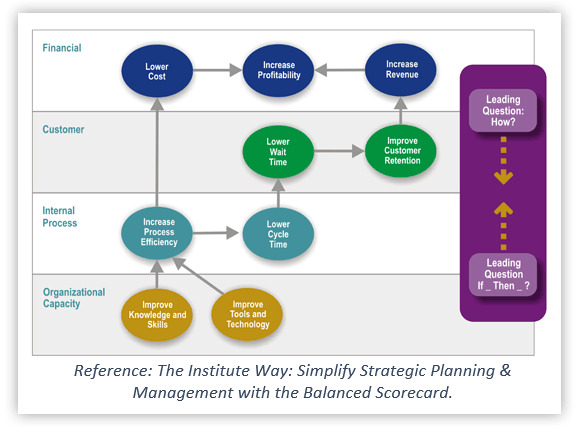 Financial
Lower
Cost
Increase
Profitability
Increase
Revenue
Leading
Question:
How?
Customer
Lower
Wait
Time
Improve
Customer
Retention
Internal
Process
Increase
Process
Efficiency
Lower
Cycle
Time
Leading
Question
If _ Then _ ?
Organizational
Capacity
Improve
Knowledge and
Skills
Improve
Tools and
Technology
Reference: The Institute Way: Simplify Strategic Planning &
Management with the Balanced Scorecard.